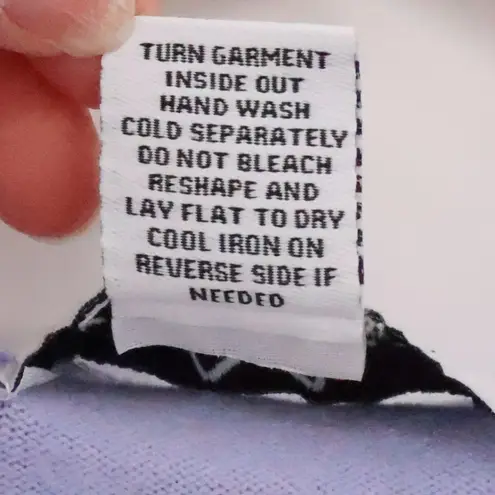 TURN GARMENT
INSIDE OUT
HAND WASH
COLD SEPARATELY
DO NOT BLEACH
RESHAPE AND
LAY FLAT TO DRY
COOL IRON ON
REVERSE SIDE IF
NEEDED